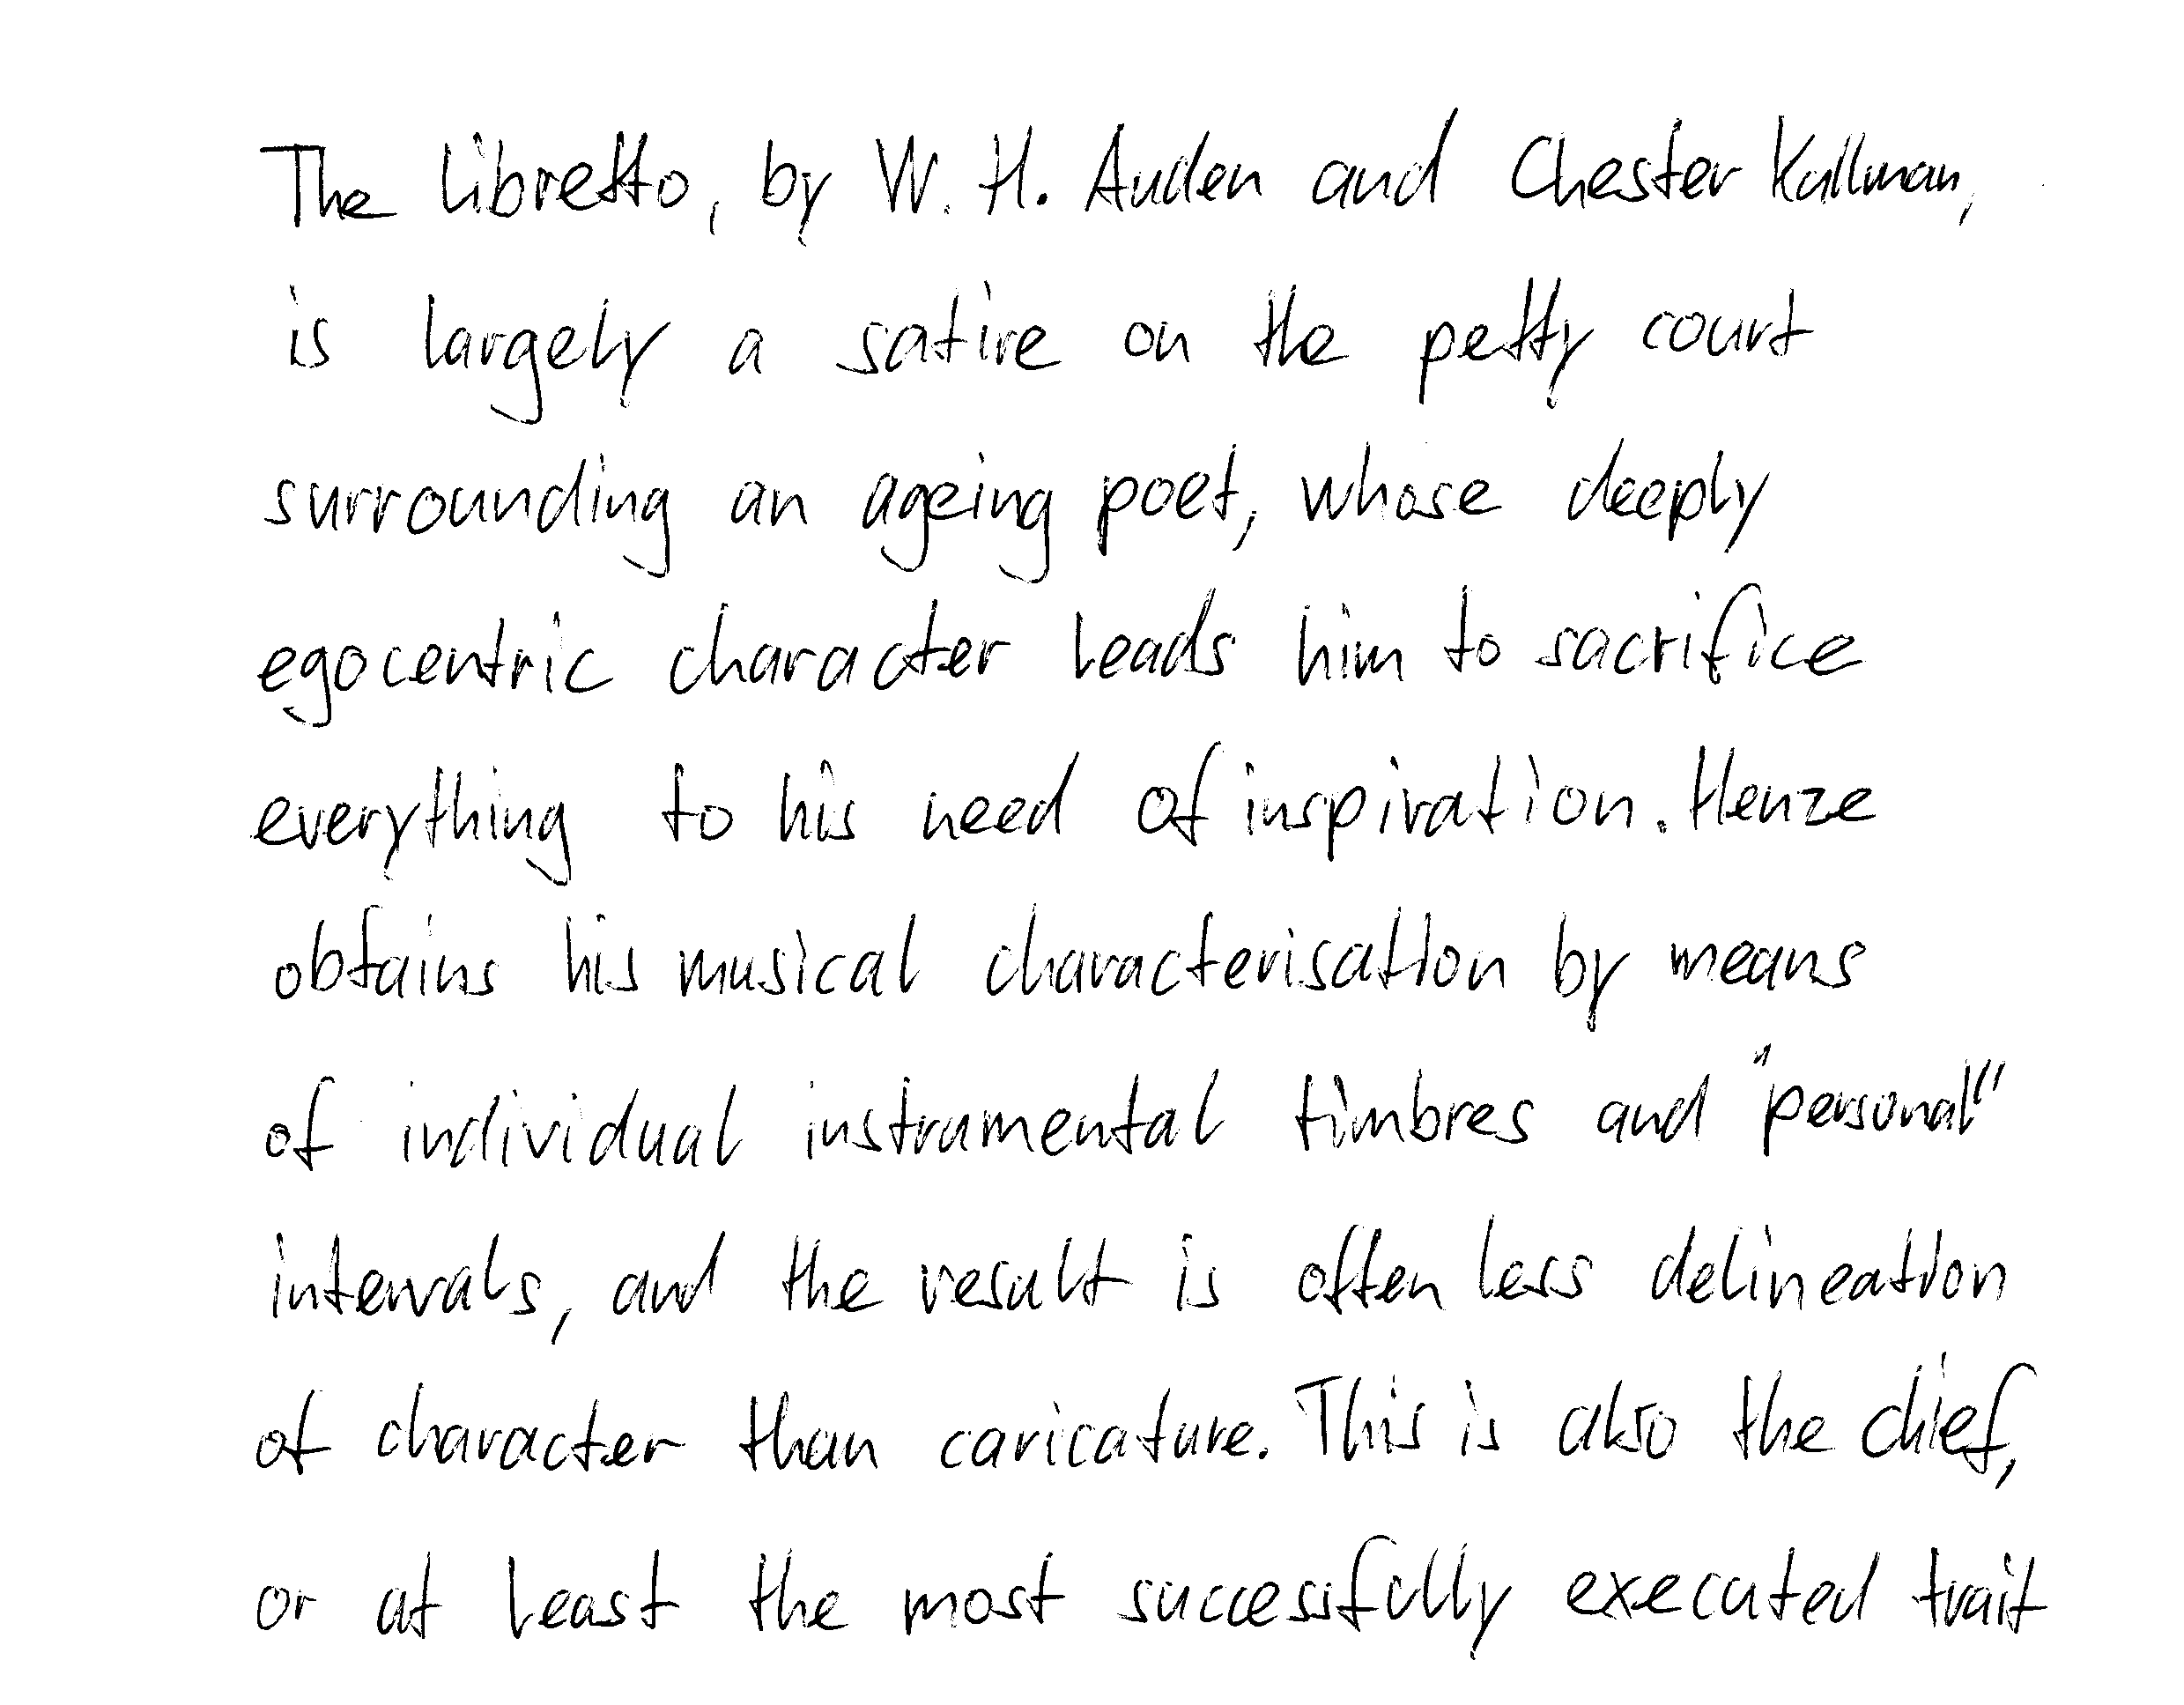 The libretto, by W. H. Auden and Chester Kallman,
is largely a satire on the petty court
surrounding an ageing poet, whose deeply
egocentric character leads him to sacrifice
everything to his need of inspiration. Henze
obtains his musical characterisation by means
of individual instrumental timbres and "personal"
intervals, and the result is often less delineation
of character than caricature. This is also the chief,
or at least the most successfully executed trait